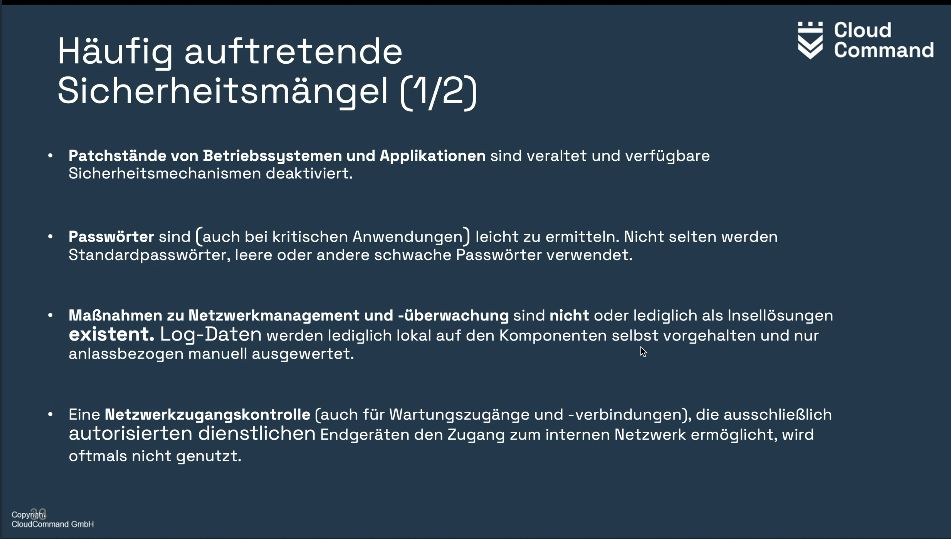 Häufig auftretende
Sicherheitsmängel (1/2)
Cloud
Command
• Patchstände von Betriebssystemen und Applikationen sind veraltet und verfügbare
Sicherheitsmechanismen deaktiviert.
• Passwörter sind (auch bei kritischen Anwendungen) leicht zu ermitteln. Nicht selten werden
Standardpasswörter, leere oder andere schwache Passwörter verwendet.
• Maßnahmen zu Netzwerkmanagement und -überwachung sind nicht oder lediglich als Insellösungen
existent. Log-Daten werden lediglich lokal auf den Komponenten selbst vorgehalten und nur
anlassbezogen manuell ausgewertet.
• Eine Netzwerkzugangskontrolle (auch für Wartungszugänge und -verbindungen), die ausschließlich
autorisierten dienstlichen Endgeräten den Zugang zum internen Netzwerk ermöglicht, wird
oftmals nicht genutzt.
Copyright
CloudCommand GmbH